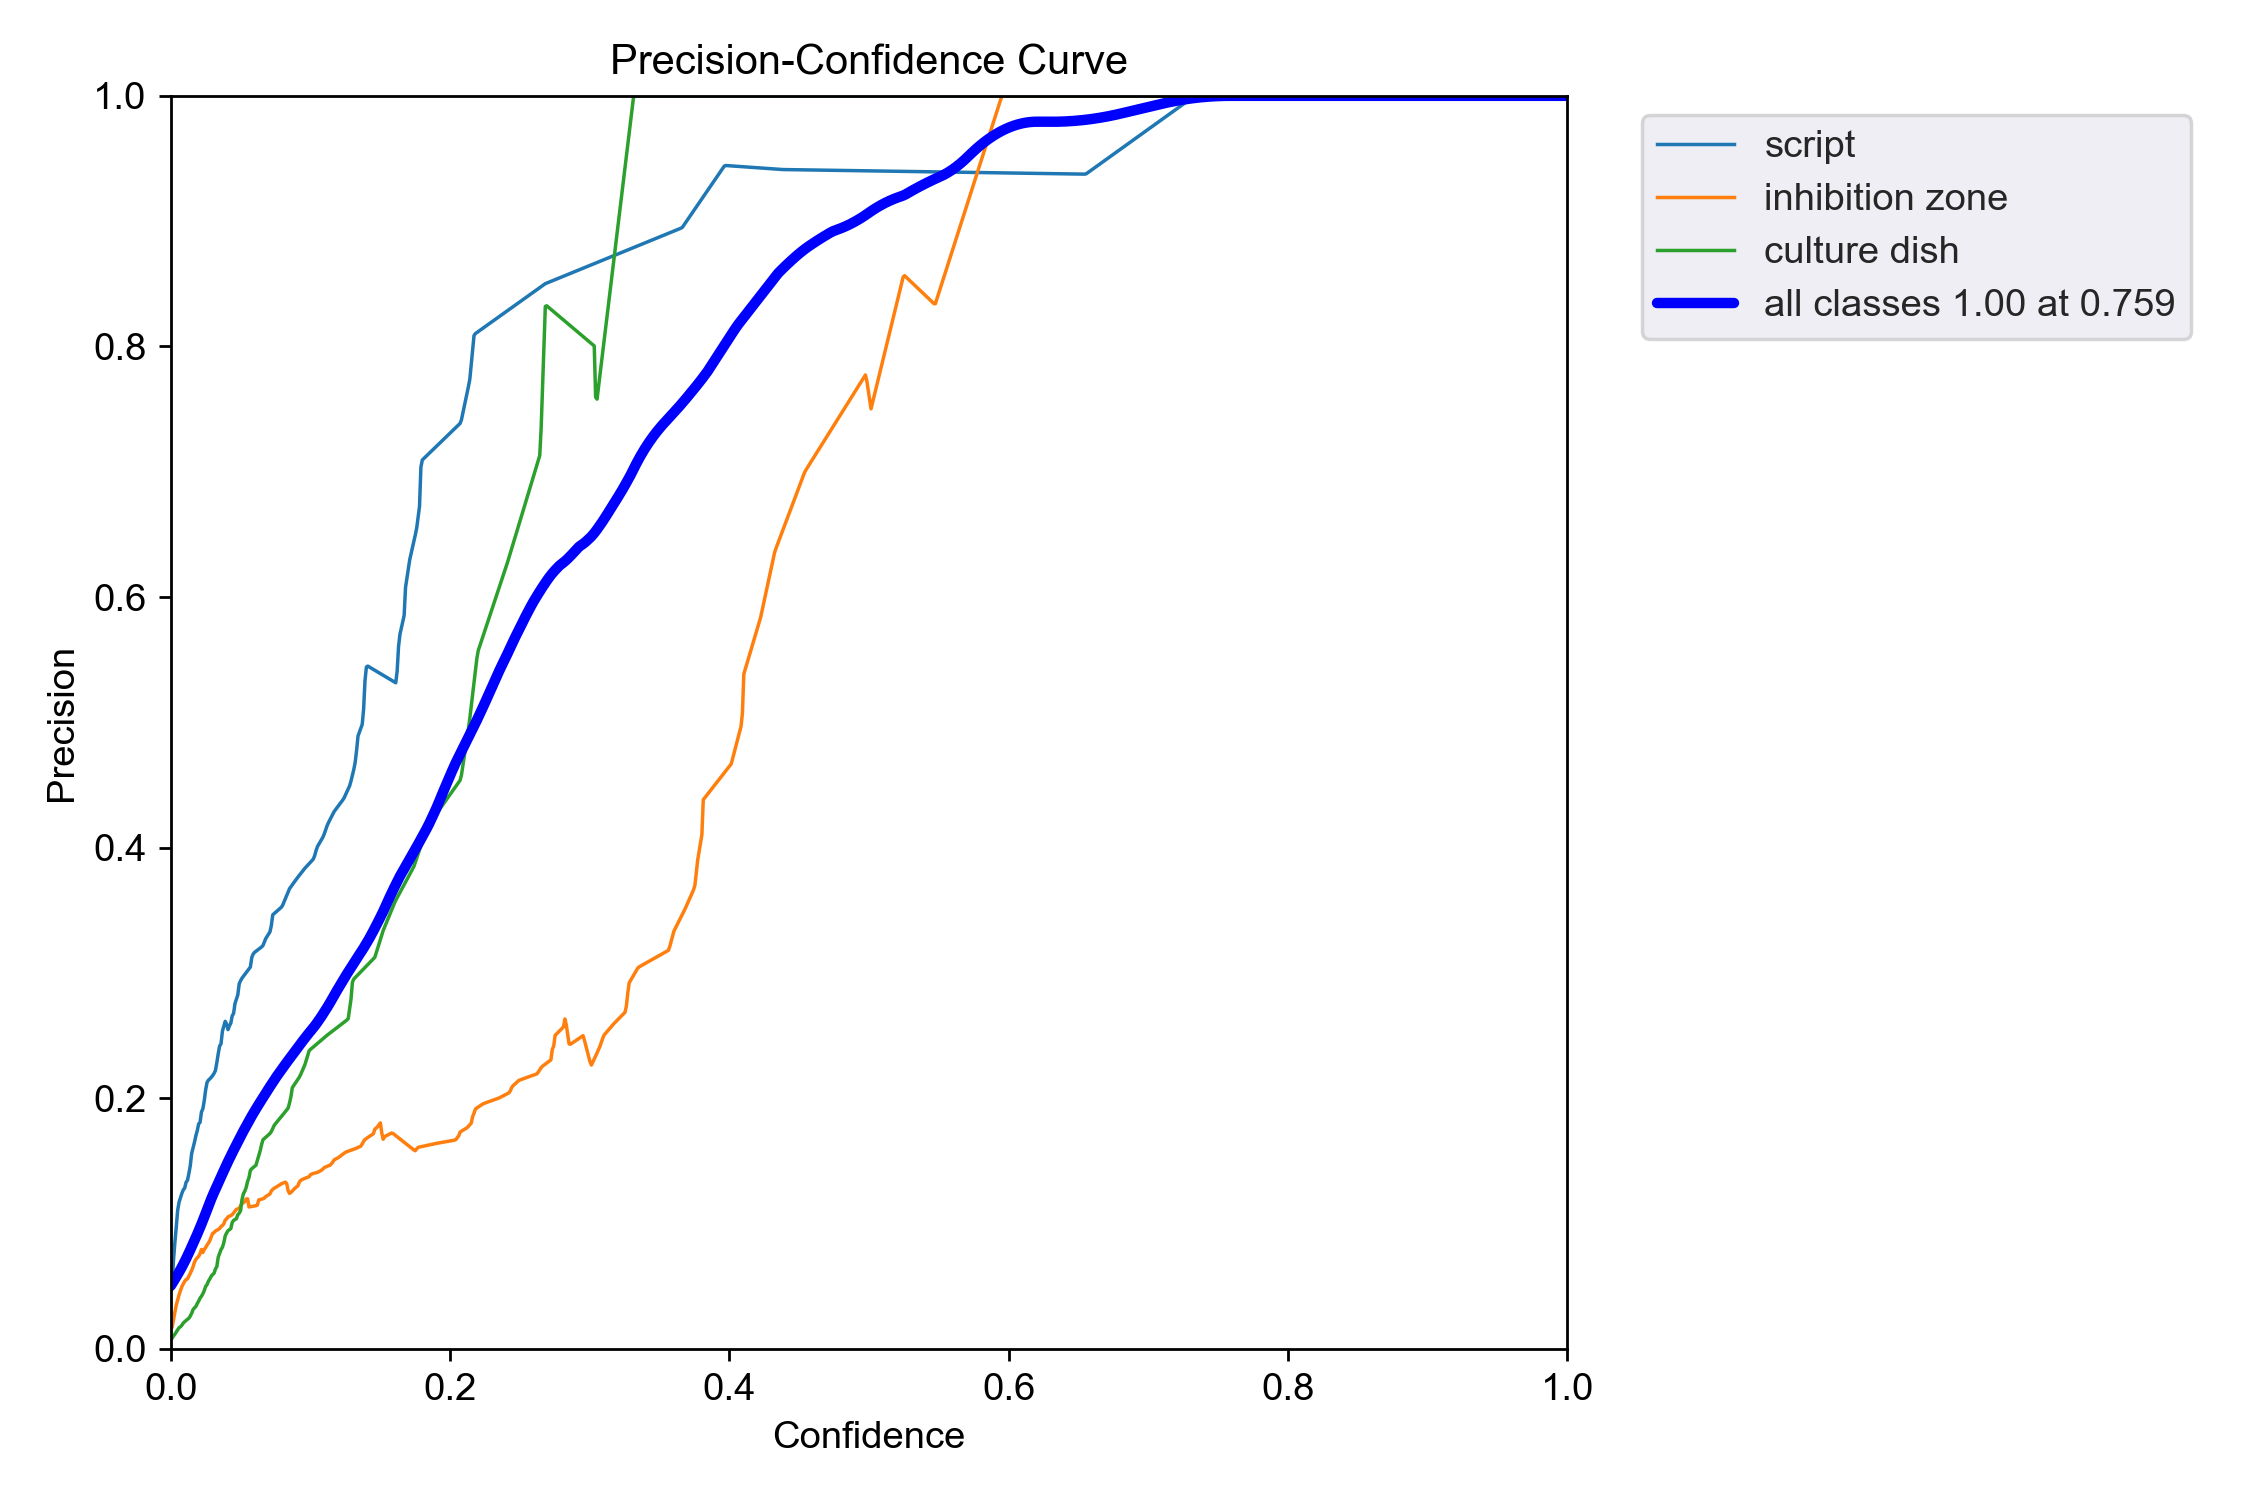 Precision-Confidence Curve
1.0
0.8
0.6
0.4
0.2
0.0
Precision
0.0 0.2 0.4 0.6 0.8 1.0
Confidence
script
inhibition zone
culture dish
all classes 1.00 at 0.759